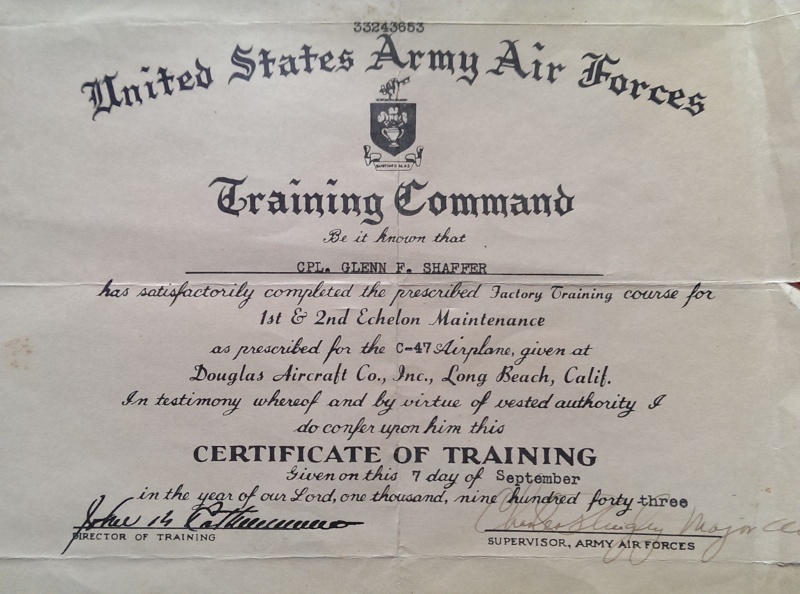 33243653
United States Army Air Forces
Training Command
Be it known that
CPL. GLENN F. SHAFFER
has satisfactorily completed the prescribed Factory Training course for
1st & 2nd Echelon Maintenance
as prescribed for the C-47 Airplane, given at
Douglas Aircraft Co., Inc., Long Beach, Calif.
In testimony whereof and by virtue of vested authority I
do confer upon him this
CERTIFICATE OF TRAINING
Given on this 7 day of September
in the year of our Lord, one thousand, nine hundred forty three
Major
DIRECTOR OF TRAINING
SUPERVISOR, ARMY AIR FORCES